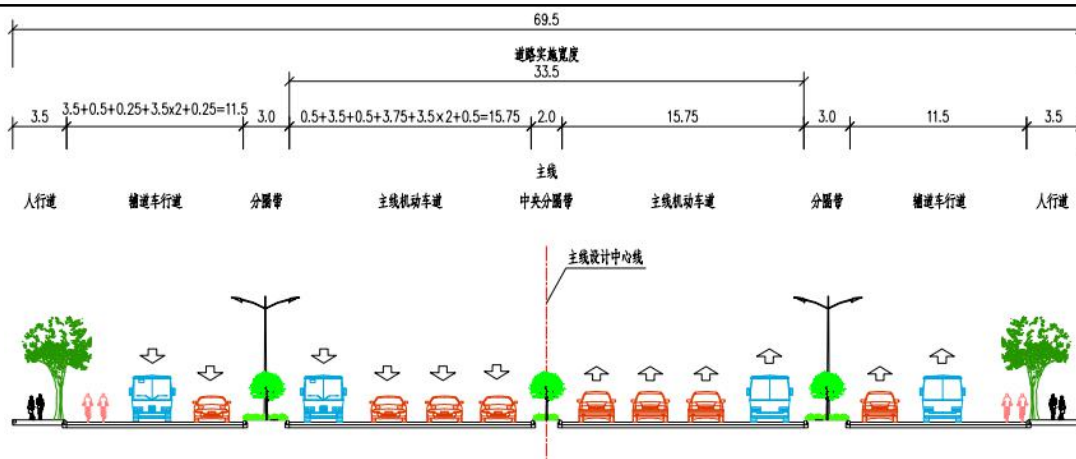 69.5
道路实施宽度
33.5
3.5 3.5+0.5+0.25+3.5x2+0.25=11.5 3.0 0.5+3.5+0.5+3.75+3.5×2+0.5=15.75 2.0 15.75 3.0 11.5 3.5
主线
人行道 辅道车行道 分隔带 主线机动车道 中央分隔带 主线机动车道 分隔带 辅道车行道 人行道
主线设计中心线